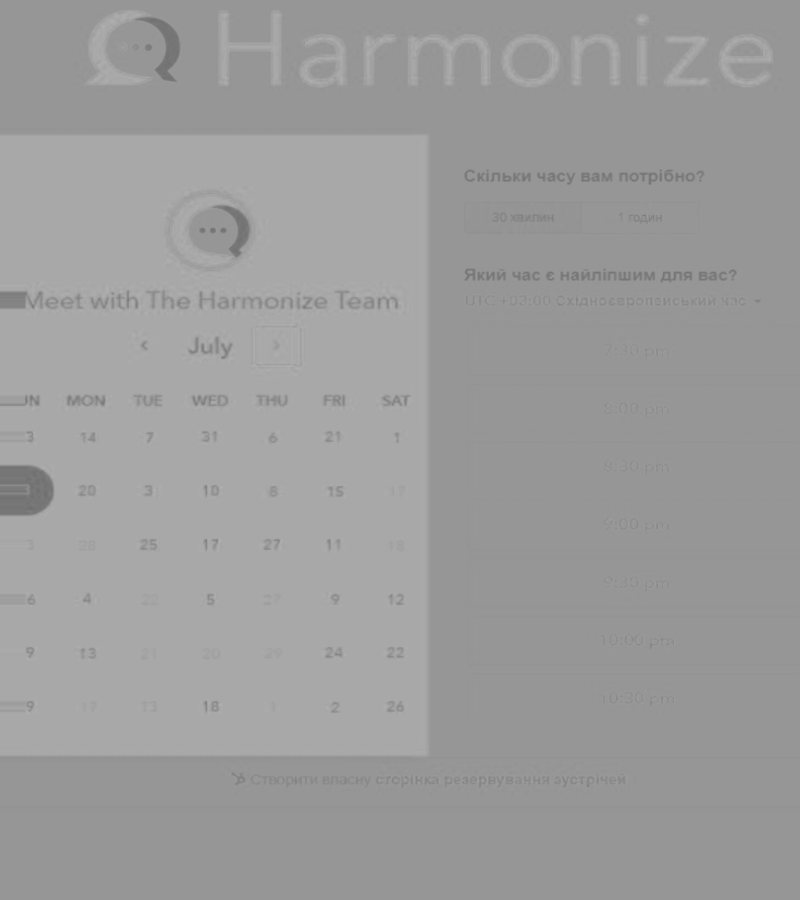 Harmonize
Meet with The Harmonize Team
July
MON TUE WED THU FRI SAT
3 14 7 31 6 21 1
20 3 10 8 15 17
3 28 25 17 27 11 18
6 4 22 5 27 9 12
9 13 21 20 29 24 22
9 17 13 18 1 2 26
Скільки часу вам потрібно?
30 хвилин 1 годин
Який час є найліпшим для вас?
UTC +03:00 Східноєвропейський час
7:30 pm
8:00 pm
8:30 pm
9:00 pm
9:30 pm
10:00 pm
10:30 pm
Створити власну сторінка резервування зустрічей